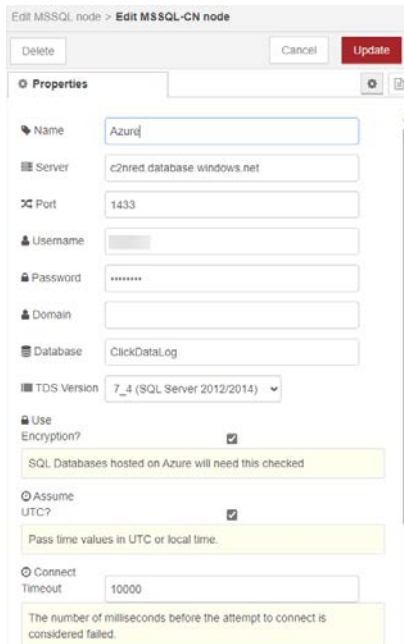 Edit MSSQL node > Edit MSSQL-CN node
Delete Cancel Update
Properties
Name Azure
Server c2nred.database.windows.net
Port 1433
Username
Password ••••••••
Domain
Database ClickDataLog
TDS Version 7_4 (SQL Server 2012/2014)
Use
Encryption?
SQL Databases hosted on Azure will need this checked
Assume
UTC?
Pass time values in UTC or local time.
Connect
Timeout 10000
The number of milliseconds before the attempt to connect is
considered failed.